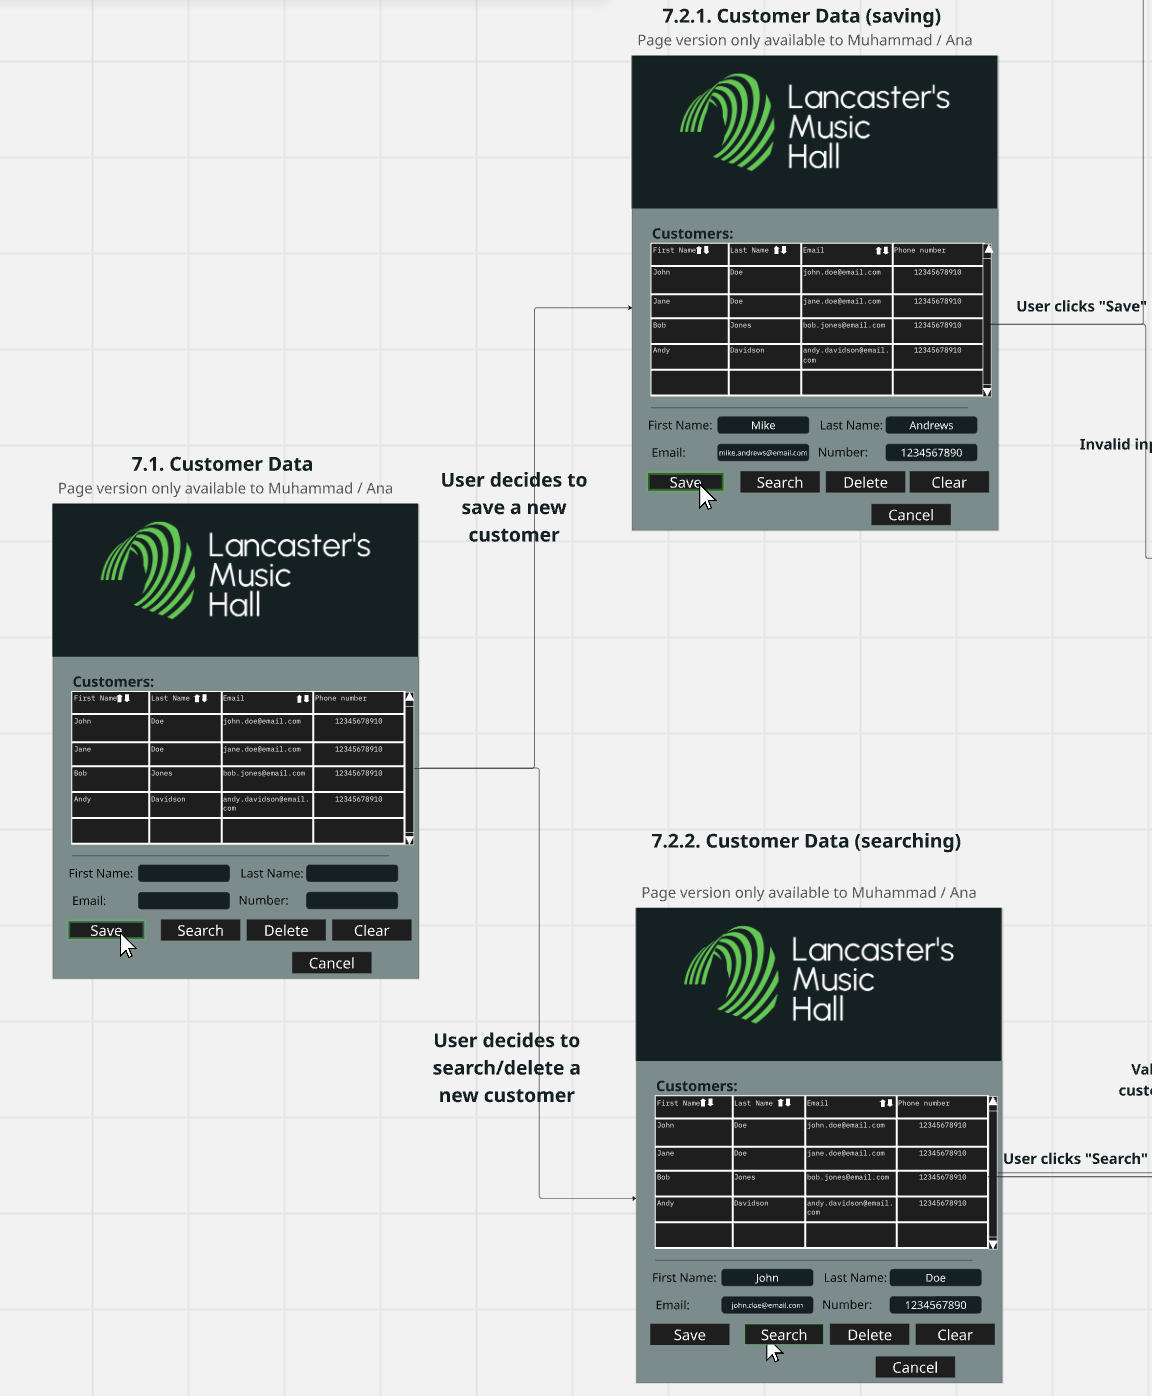 7.2.1. Customer Data (saving)
Page version only available to Muhammad / Ana
Lancaster's
Music
Hall
Customers:
First Name Last Name Email Phone number
John Doe john.doe@email.com 12345678910
Jane Doe jane.doe@email.com 12345678910
Bob Jones bob.jones@email.com 12345678910
Andy Davidson andy.davidson@email. 12345678910
com
First Name: Mike Last Name: Andrews
Email: mike.andrews@email.com Number: 1234567890
Save Search Delete Clear
Cancel
User clicks "Save"
Invalid inp
7.1. Customer Data
Page version only available to Muhammad / Ana
Lancaster's
Music
Hall
Customers:
First Name Last Name Email Phone number
John Doe john.doe@email.com 12345678910
Jane Doe jane.doe@email.com 12345678910
Bob Jones bob.jones@email.com 12345678910
Andy Davidson andy.davidson@email. 12345678910
com
First Name: Last Name:
Email: Number:
Save Search Delete Clear
Cancel
User decides to
save a new
customer
User decides to
search/delete a
new customer
7.2.2. Customer Data (searching)
Page version only available to Muhammad / Ana
Lancaster's
Music
Hall
Customers:
First Name Last Name Email Phone number
John Doe john.doe@email.com 12345678910
Jane Doe jane.doe@email.com 12345678910
Bob Jones bob.jones@email.com 12345678910
Andy Davidson andy.davidson@email. 12345678910
com
First Name: John Last Name: Doe
Email: john.doe@email.com Number: 1234567890
Save Search Delete Clear
Cancel
Val
custo
User clicks "Search"